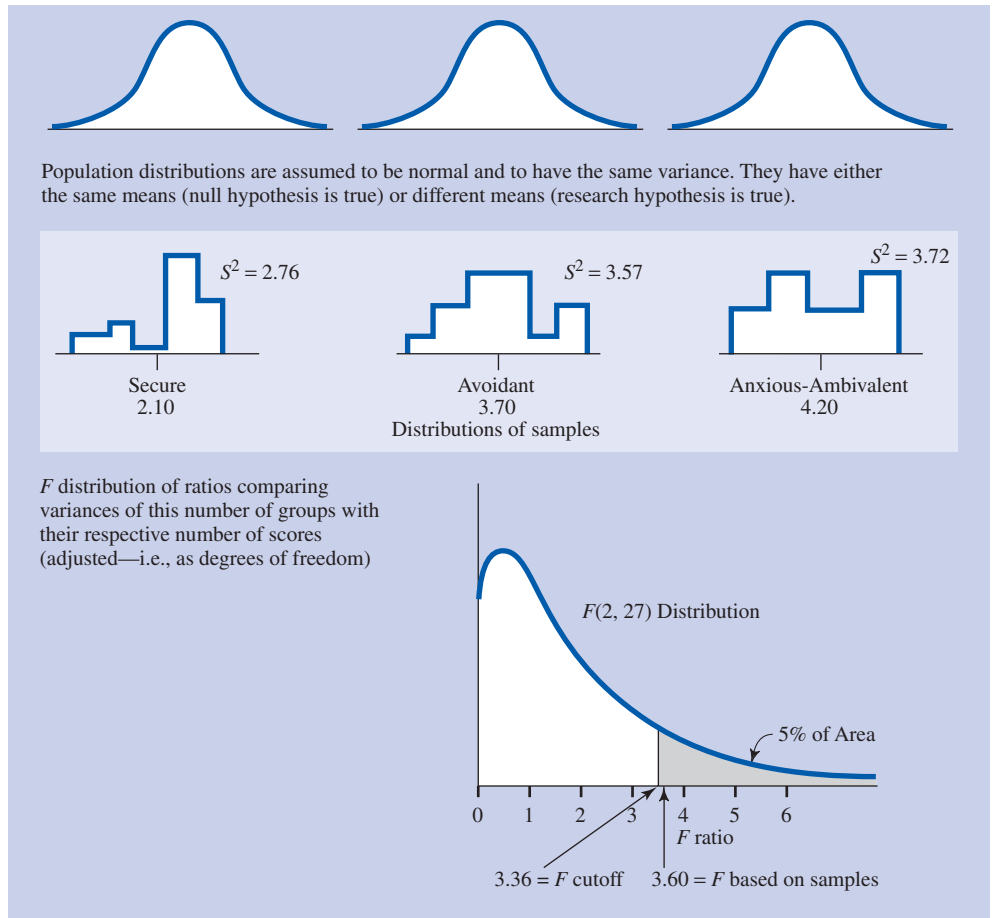 Population distributions are assumed to be normal and to have the same variance. They have either
the same means (null hypothesis is true) or different means (research hypothesis is true).
S² = 2.76
S² = 3.57
S² = 3.72
Secure
2.10
Avoidant
3.70
Anxious-Ambivalent
4.20
Distributions of samples
F distribution of ratios comparing
variances of this number of groups with
their respective number of scores
(adjusted—i.e., as degrees of freedom)
F(2, 27) Distribution
5% of Area
0 1 2 3 4 5 6
F ratio
3.36 = F cutoff
3.60 = F based on samples